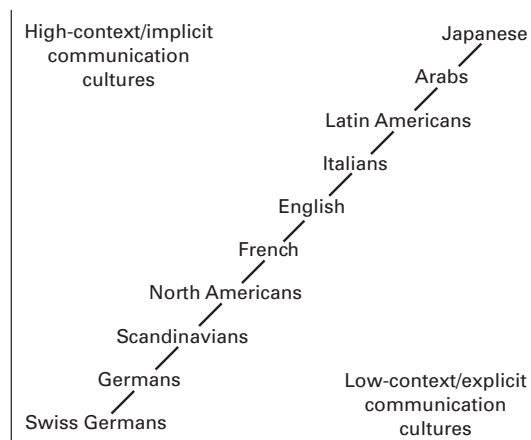 High-context/implicit
communication
cultures
Japanese
Arabs
Latin Americans
Italians
English
French
North Americans
Scandinavians
Germans
Swiss Germans
Low-context/explicit
communication
cultures